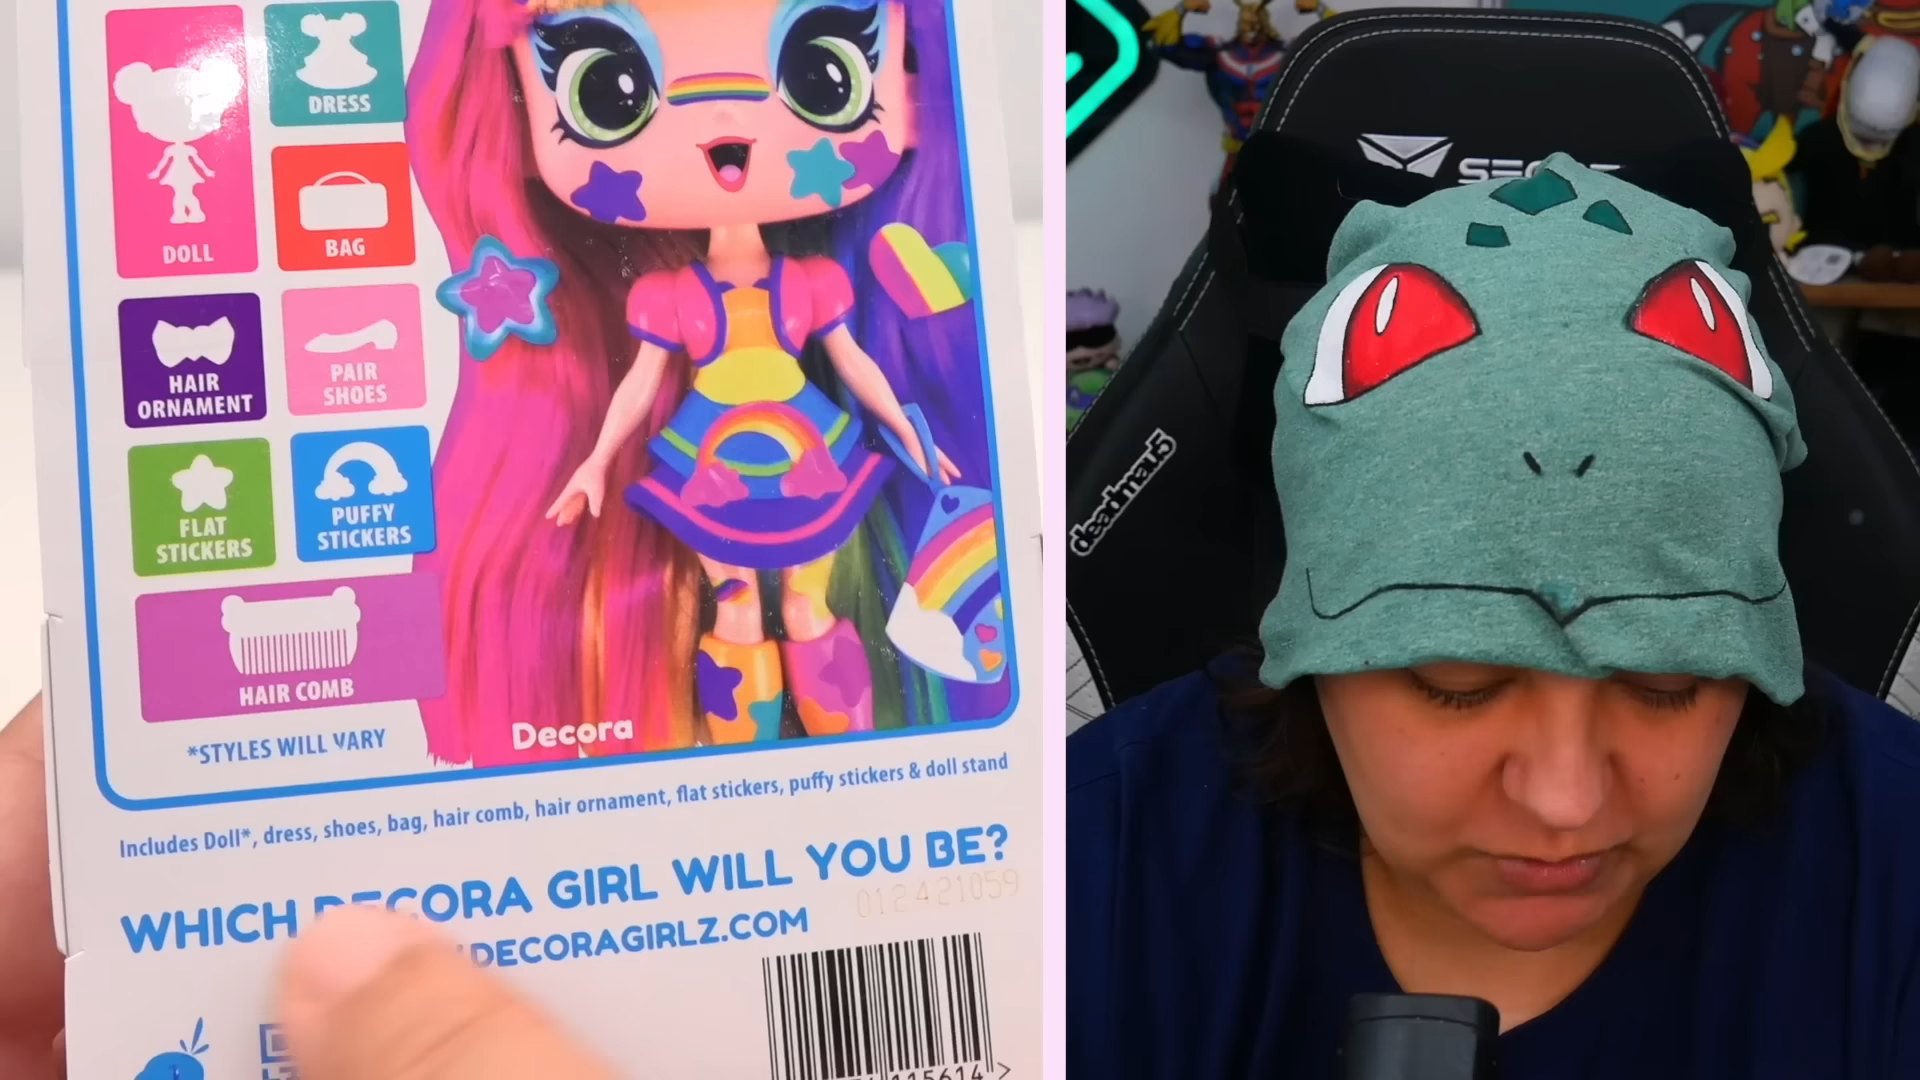 DRESS
DOLL
BAG
HAIR
ORNAMENT
PAIR
SHOES
FLAT
STICKERS
PUFFY
STICKERS
HAIR COMB
*STYLES WILL VARY
Decora
Includes Doll*, dress, shoes, bag, hair comb, hair ornament, flat stickers, puffy stickers & doll stand
WHICH DECORA GIRL WILL YOU BE?
012421059
DECORAGIRLZ.COM
115614 >
deadmau5